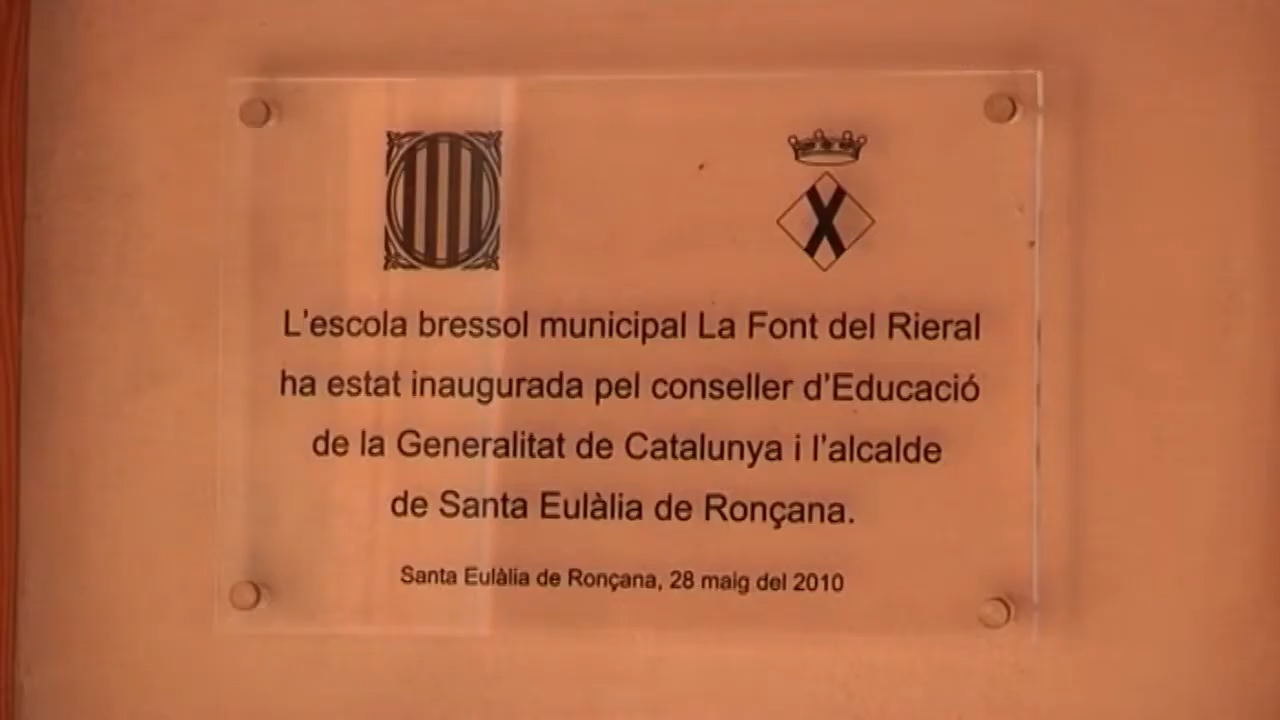 L'escola bressol municipal La Font del Rieral
ha estat inaugurada pel conseller d'Educació
de la Generalitat de Catalunya i l'alcalde
de Santa Eulàlia de Ronçana.
Santa Eulàlia de Ronçana, 28 maig del 2010